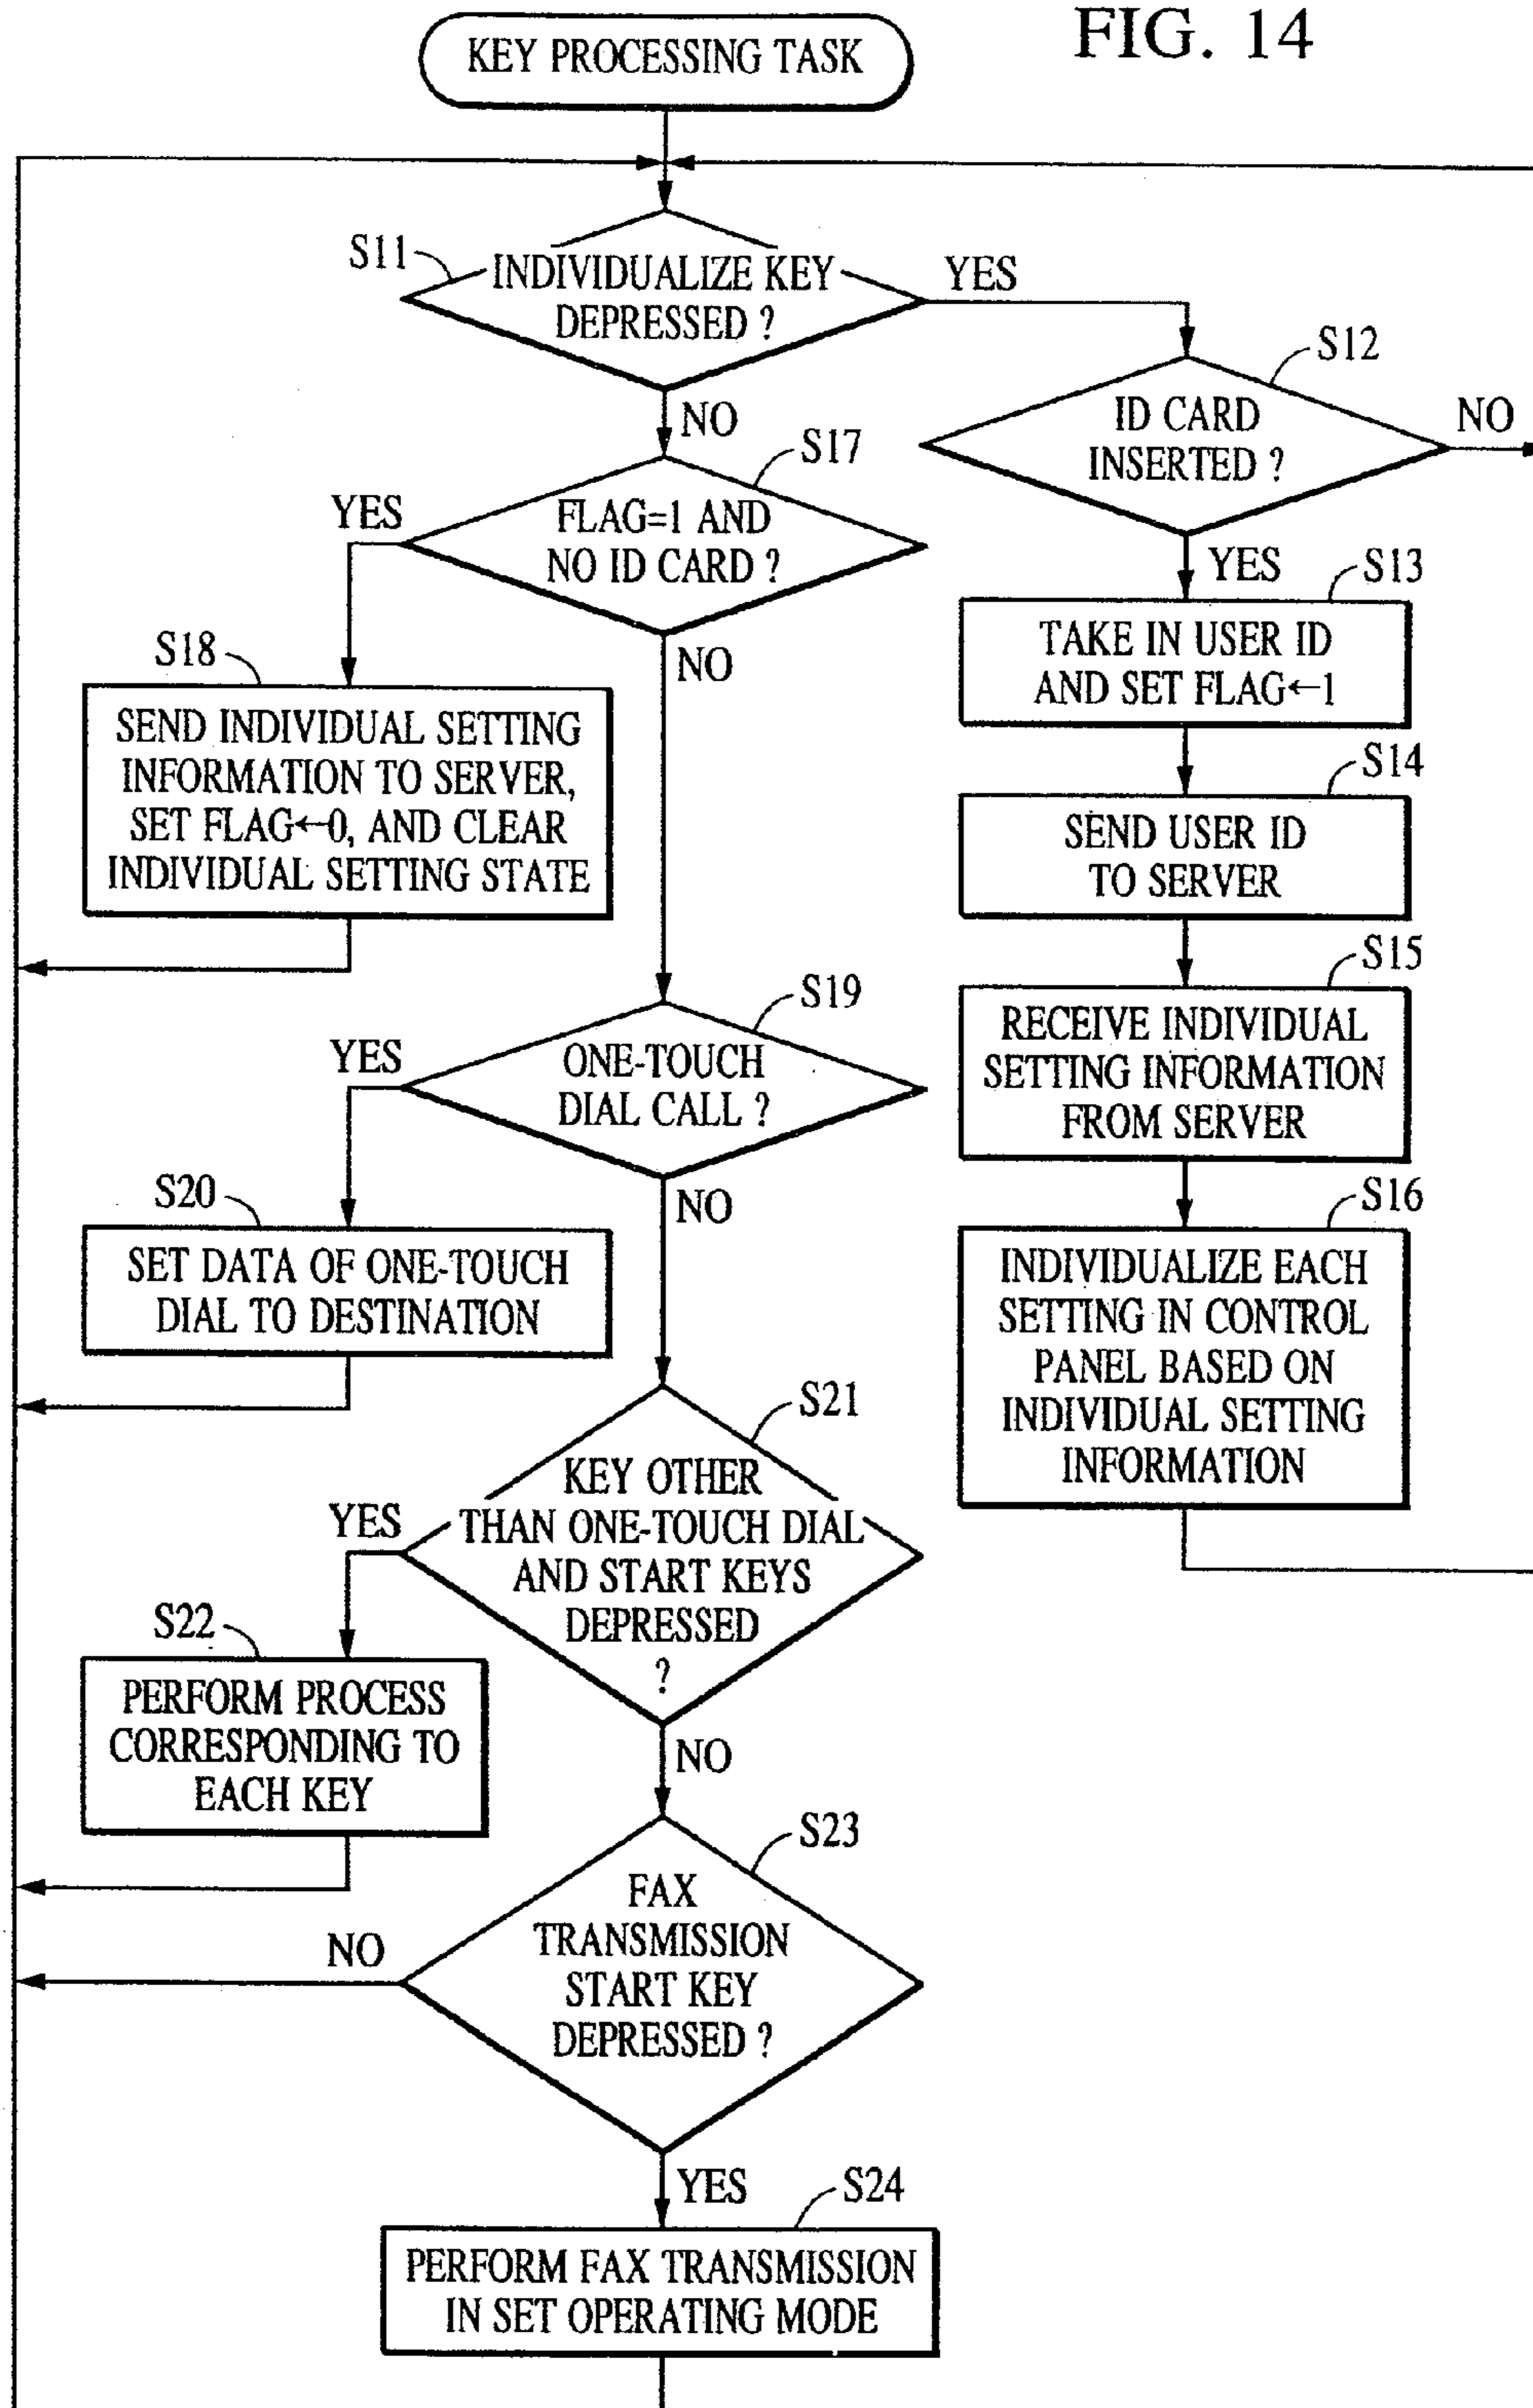 FIG. 14
KEY PROCESSING TASK
S11
INDIVIDUALIZE KEY
DEPRESSED ?
YES
NO
S12
ID CARD
INSERTED ?
NO
YES
S13
TAKE IN USER ID
AND SET FLAG←1
S14
SEND USER ID
TO SERVER
S15
RECEIVE INDIVIDUAL
SETTING INFORMATION
FROM SERVER
S16
INDIVIDUALIZE EACH
SETTING IN CONTROL
PANEL BASED ON
INDIVIDUAL SETTING
INFORMATION
S17
FLAG=1 AND
NO ID CARD ?
YES
NO
S18
SEND INDIVIDUAL SETTING
INFORMATION TO SERVER,
SET FLAG←0, AND CLEAR
INDIVIDUAL SETTING STATE
S19
ONE-TOUCH
DIAL CALL ?
YES
NO
S20
SET DATA OF ONE-TOUCH
DIAL TO DESTINATION
S21
KEY OTHER
THAN ONE-TOUCH DIAL
AND START KEYS
DEPRESSED
?
YES
NO
S22
PERFORM PROCESS
CORRESPONDING TO
EACH KEY
S23
FAX
TRANSMISSION
START KEY
DEPRESSED ?
NO
YES
S24
PERFORM FAX TRANSMISSION
IN SET OPERATING MODE